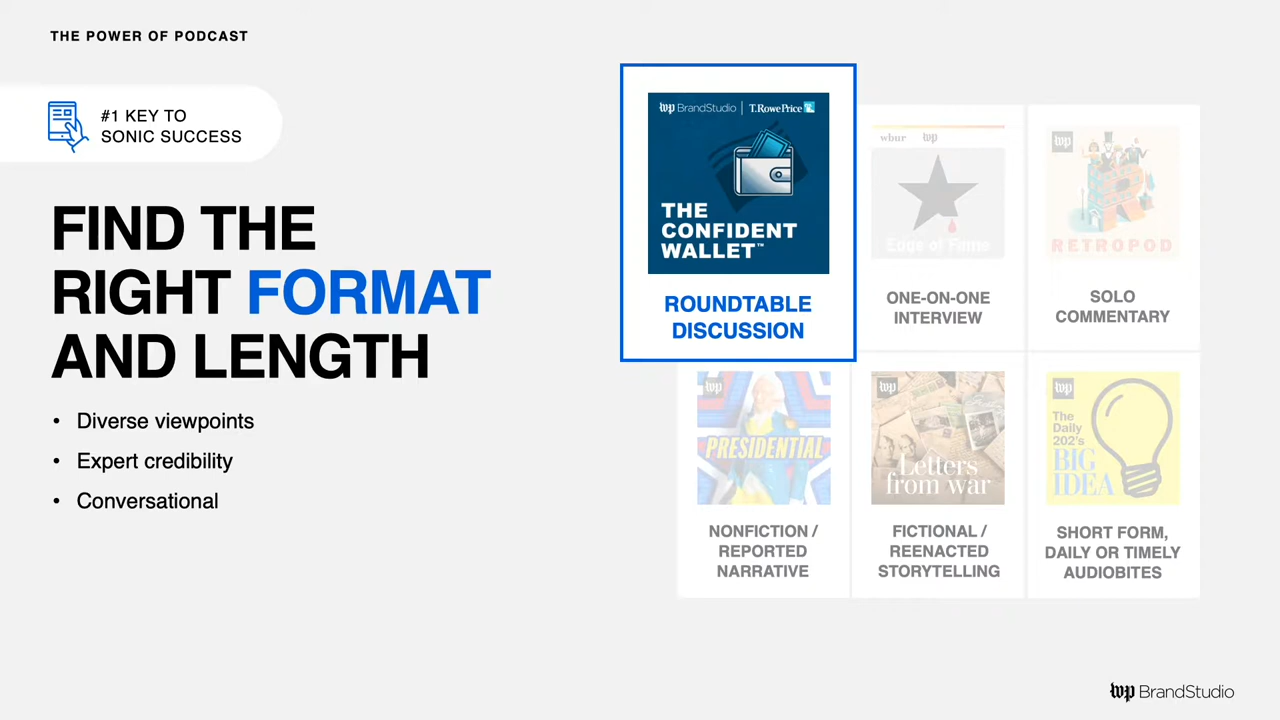 THE POWER OF PODCAST
#1 KEY TO
SONIC SUCCESS
FIND THE
RIGHT FORMAT
AND LENGTH
• Diverse viewpoints
• Expert credibility
• Conversational
wp BrandStudio | T.RowePrice
THE
CONFIDENT
WALLET™
ROUNDTABLE
DISCUSSION
wbur wp
Edge of Fame
ONE-ON-ONE
INTERVIEW
wp
RETROPOD
SOLO
COMMENTARY
wp
PRESIDENTIAL
NONFICTION /
REPORTED
NARRATIVE
wp
Letters
from war
FICTIONAL /
REENACTED
STORYTELLING
wp
The
Daily
202's
BIG
IDEA
SHORT FORM,
DAILY OR TIMELY
AUDIOBITES
wp BrandStudio